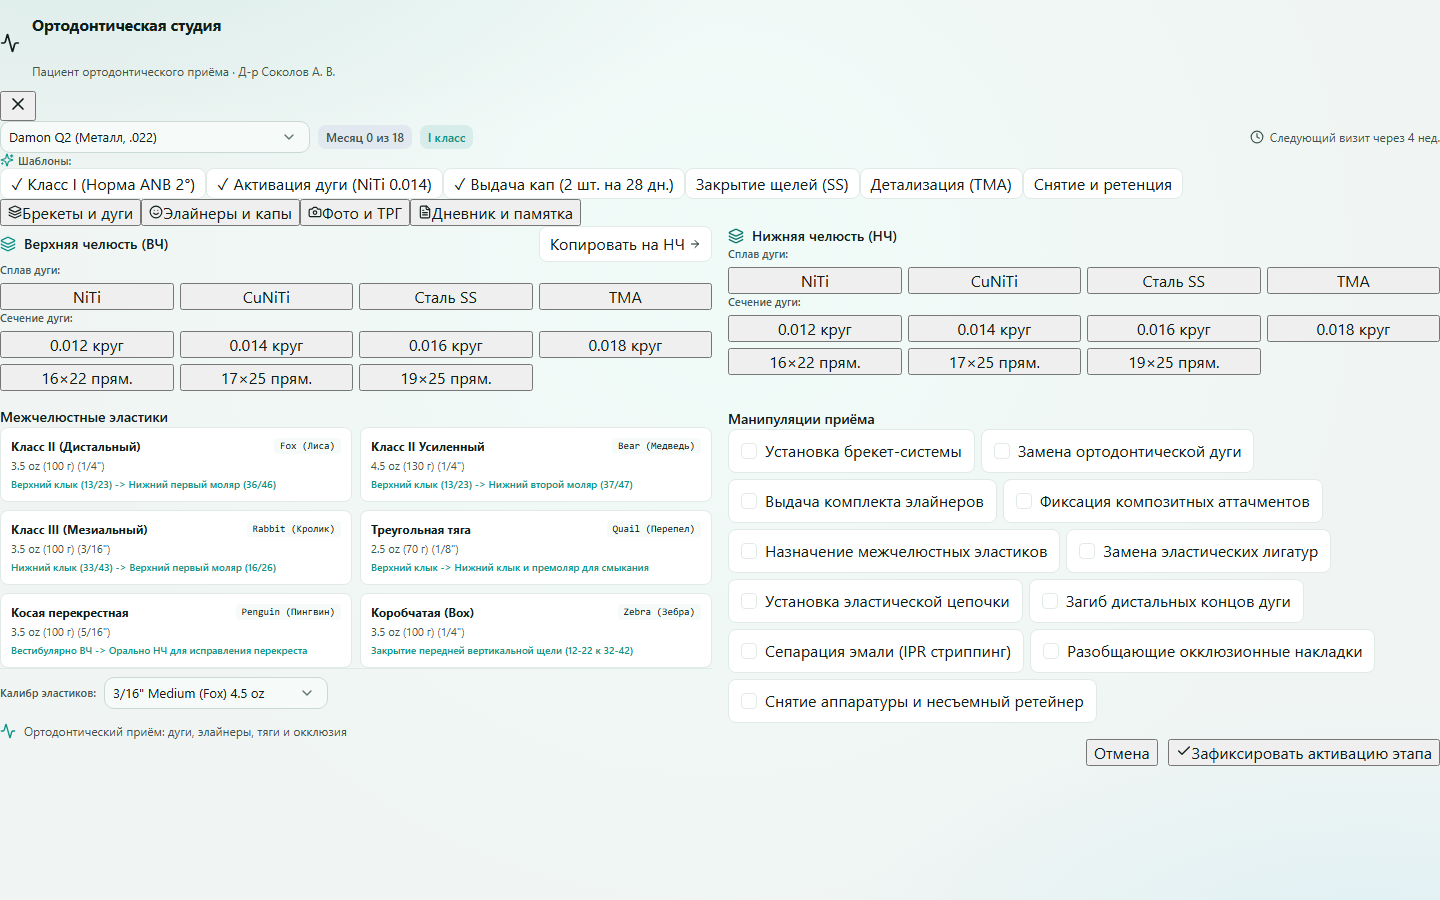 Ортодонтическая студия
Пациент ортодонтического приёма · Д-р Соколов А. В.
Damon Q2 (Металл, .022)
Месяц 0 из 18
I класс
Следующий визит через 4 нед.
Шаблоны:
✓ Класс I (Норма ANB 2°)
✓ Активация дуги (NiTi 0.014)
✓ Выдача кап (2 шт. на 28 дн.)
Закрытие щелей (SS)
Детализация (TMA)
Снятие и ретенция
Брекеты и дуги
Элайнеры и капы
Фото и ТРГ
Дневник и памятка
Верхняя челюсть (ВЧ)
Копировать на НЧ →
Сплав дуги:
NiTi
CuNiTi
Сталь SS
TMA
Сечение дуги:
0.012 круг
0.014 круг
0.016 круг
0.018 круг
16×22 прям.
17×25 прям.
19×25 прям.
Нижняя челюсть (НЧ)
Сплав дуги:
NiTi
CuNiTi
Сталь SS
TMA
Сечение дуги:
0.012 круг
0.014 круг
0.016 круг
0.018 круг
16×22 прям.
17×25 прям.
19×25 прям.
Межчелюстные эластики
Класс II (Дистальный)
Fox (Лиса)
3.5 oz (100 г) (1/4")
Верхний клык (13/23) -> Нижний первый моляр (36/46)
Класс II Усиленный
Bear (Медведь)
4.5 oz (130 г) (1/4")
Верхний клык (13/23) -> Нижний второй моляр (37/47)
Класс III (Мезиальный)
Rabbit (Кролик)
3.5 oz (100 г) (3/16")
Нижний клык (33/43) -> Верхний первый моляр (16/26)
Треугольная тяга
Quail (Перепел)
2.5 oz (70 г) (1/8")
Верхний клык -> Нижний клык и премоляр для смыкания
Косая перекрестная
Penguin (Пингвин)
3.5 oz (100 г) (5/16")
Вестибулярно ВЧ -> Орально НЧ для исправления перекреста
Коробчатая (Box)
Zebra (Зебра)
3.5 oz (100 г) (1/4")
Закрытие передней вертикальной щели (12-22 к 32-42)
Калибр эластиков:
3/16" Medium (Fox) 4.5 oz
Манипуляции приёма
Установка брекет-системы
Замена ортодонтической дуги
Выдача комплекта элайнеров
Фиксация композитных аттачментов
Назначение межчелюстных эластиков
Замена эластических лигатур
Установка эластической цепочки
Загиб дистальных концов дуги
Сепарация эмали (IPR стриппинг)
Разобщающие окклюзионные накладки
Снятие аппаратуры и несъемный ретейнер
Ортодонтический приём: дуги, элайнеры, тяги и окклюзия
Отмена
Зафиксировать активацию этапа